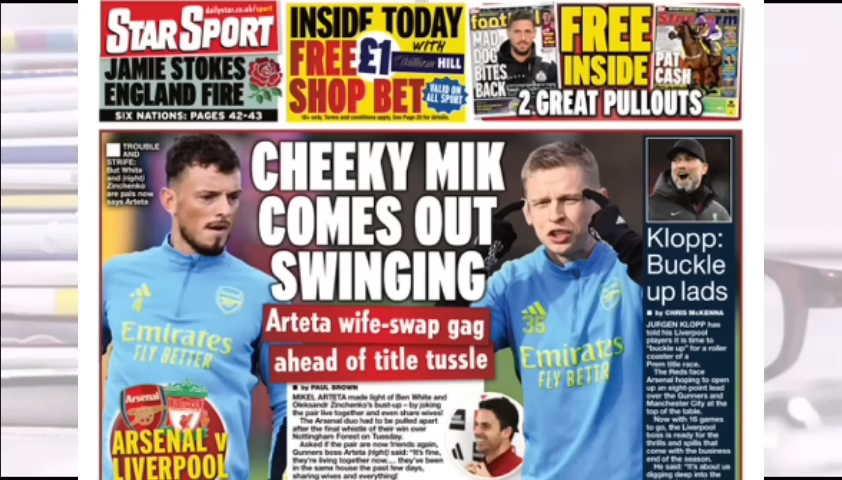 dailystar.co.uk/sport
STAR SPORT
JAMIE STOKES
ENGLAND FIRE
SIX NATIONS: PAGES 42-43
INSIDE TODAY
WITH
FREE £1 William HILL
SHOP BET
VALID ON
ALL SPORT
18+ only. Terms and conditions apply.
football
MAD
DOG
BITES
BACK
FREE
INSIDE
PAT
CASH
2 GREAT PULLOUTS
TROUBLE
AND
STRIFE:
But White
and (right)
Zinchenko
are pals now
says Arteta
CHEEKY MIK
COMES OUT
SWINGING
Arteta wife-swap gag
ahead of title tussle
Emirates
FLY BETTER
35
Emirates
FLY BETTER
Arsenal
ARSENAL v
LIVERPOOL
by PAUL BROWN
MIKEL ARTETA made light of Ben White and
Oleksandr Zinchenko's bust-up – by joking
the pair live together and even share wives!
The Arsenal duo had to be pulled apart
after the final whistle of their win over
Nottingham Forest on Tuesday.
Asked if the pair are now friends again,
Gunners boss Arteta (right) said: "It's fine,
they're living together now.... they've been
in the same house the past few days,
sharing wives and everything!
Klopp:
Buckle
up lads
by CHRIS McKENNA
JURGEN KLOPP has
told his Liverpool
players it is time to
"buckle up" for a roller
coaster of a
Prem title race.
The Reds face
Arsenal hoping to open
up an eight-point lead
over the Gunners and
Manchester City at the
top of the table.
Now with 16 games
to go, the Liverpool
boss is ready for the
thrills and spills that
come with the business
end of the season.
He said: "It's about us
digging deep into the